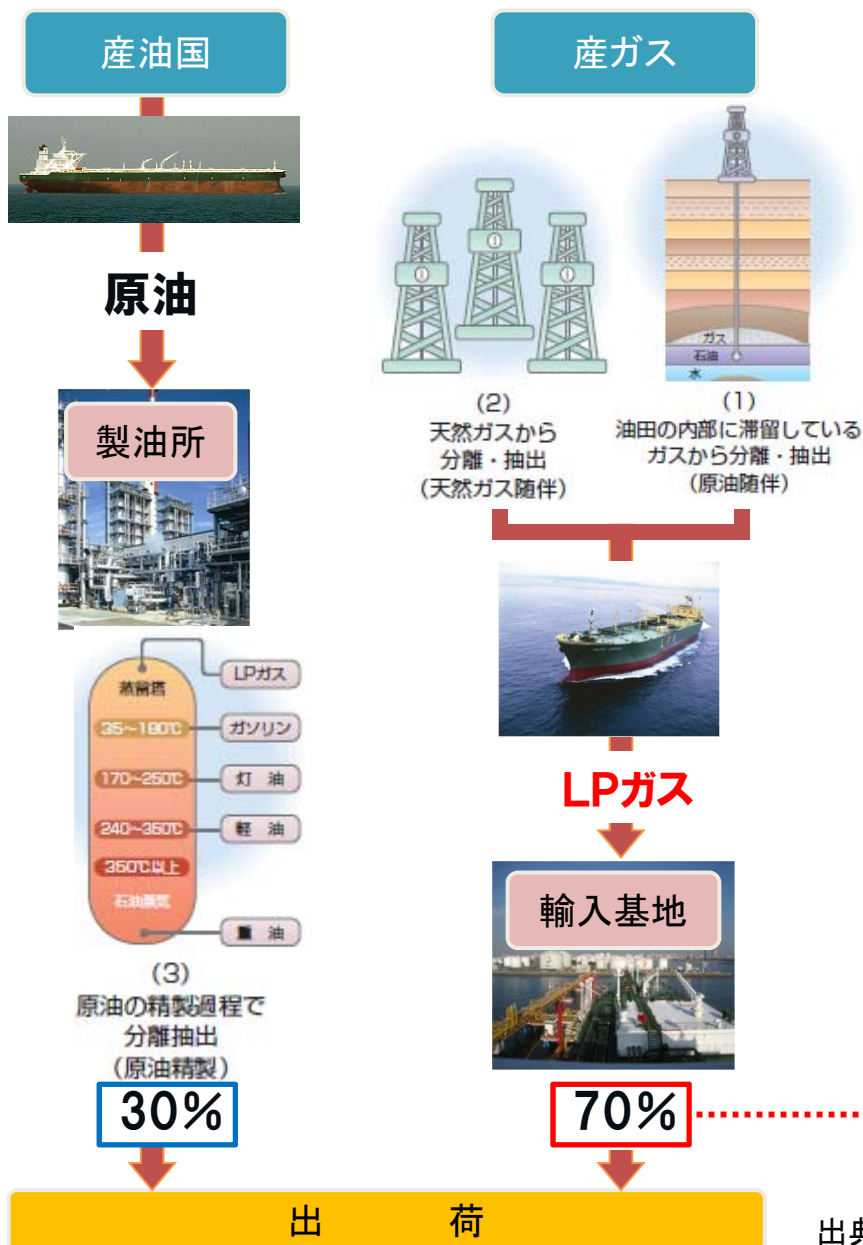 産油国
原油
製油所
蒸留塔
LPガス
35~180℃
ガソリン
170~250℃
灯 油
240~350℃
軽 油
350℃以上
石油蒸気
重 油
(3)
原油の精製過程で
分離抽出
(原油精製)
30%
産ガス
ガス
石油
水
(2)
天然ガスから
分離・抽出
(天然ガス随伴)
(1)
油田の内部に滞留している
ガスから分離・抽出
(原油随伴)
LPG
LPガス
輸入基地
70%
出 荷
出典